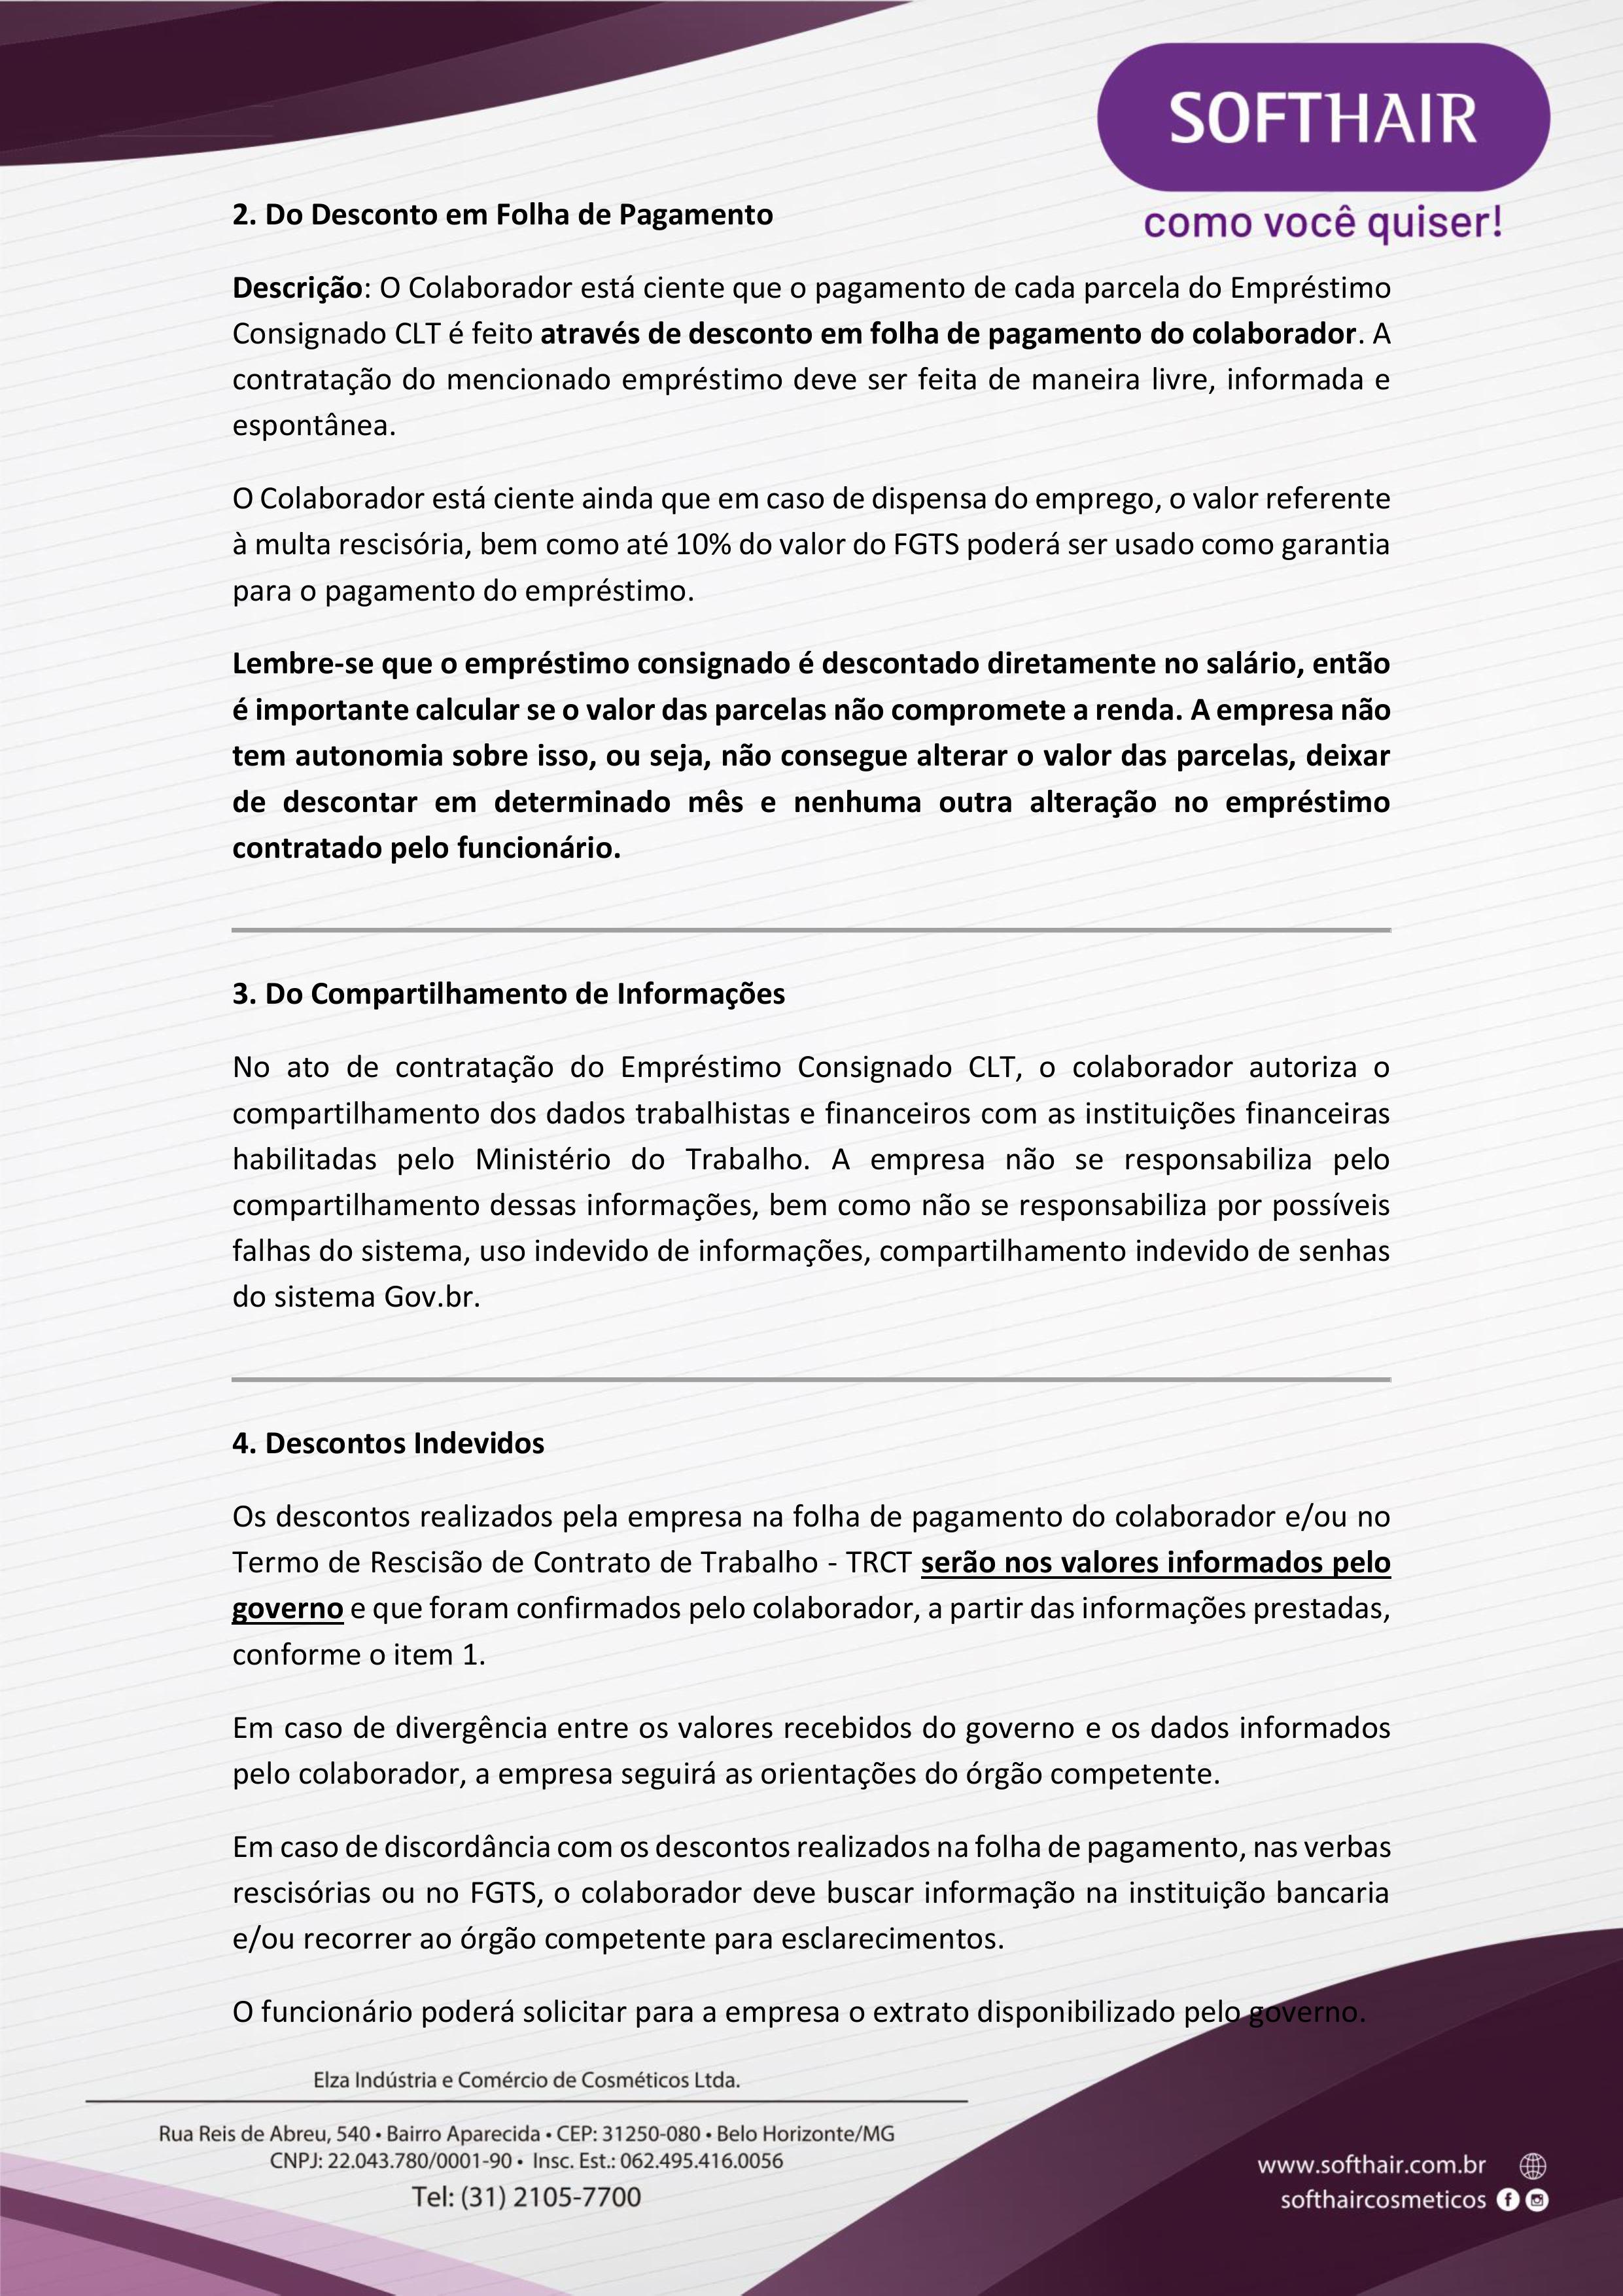 SOFTHAIR
como você quiser!
2. Do Desconto em Folha de Pagamento
Descrição: O Colaborador está ciente que o pagamento de cada parcela do Empréstimo
Consignado CLT é feito através de desconto em folha de pagamento do colaborador. A
contratação do mencionado empréstimo deve ser feita de maneira livre, informada e
espontânea.
O Colaborador está ciente ainda que em caso de dispensa do emprego, o valor referente
à multa rescisória, bem como até 10% do valor do FGTS poderá ser usado como garantia
para o pagamento do empréstimo.
Lembre-se que o empréstimo consignado é descontado diretamente no salário, então
é importante calcular se o valor das parcelas não compromete a renda. A empresa não
tem autonomia sobre isso, ou seja, não consegue alterar o valor das parcelas, deixar
de descontar em determinado mês e nenhuma outra alteração no empréstimo
contratado pelo funcionário.
3. Do Compartilhamento de Informações
No ato de contratação do Empréstimo Consignado CLT, o colaborador autoriza o
compartilhamento dos dados trabalhistas e financeiros com as instituições financeiras
habilitadas pelo Ministério do Trabalho. A empresa não se responsabiliza pelo
compartilhamento dessas informações, bem como não se responsabiliza por possíveis
falhas do sistema, uso indevido de informações, compartilhamento indevido de senhas
do sistema Gov.br.
4. Descontos Indevidos
Os descontos realizados pela empresa na folha de pagamento do colaborador e/ou no
Termo de Rescisão de Contrato de Trabalho - TRCT serão nos valores informados pelo
governo e que foram confirmados pelo colaborador, a partir das informações prestadas,
conforme o item 1.
Em caso de divergência entre os valores recebidos do governo e os dados informados
pelo colaborador, a empresa seguirá as orientações do órgão competente.
Em caso de discordância com os descontos realizados na folha de pagamento, nas verbas
rescisórias ou no FGTS, o colaborador deve buscar informação na instituição bancaria
e/ou recorrer ao órgão competente para esclarecimentos.
O funcionário poderá solicitar para a empresa o extrato disponibilizado pelo governo.
Elza Indústria e Comércio de Cosméticos Ltda.
Rua Reis de Abreu, 540 • Bairro Aparecida • CEP: 31250-080 • Belo Horizonte/MG
CNPJ: 22.043.780/0001-90 • Insc. Est.: 062.495.416.0056
Tel: (31) 2105-7700
www.softhair.com.br
softhaircosmeticos